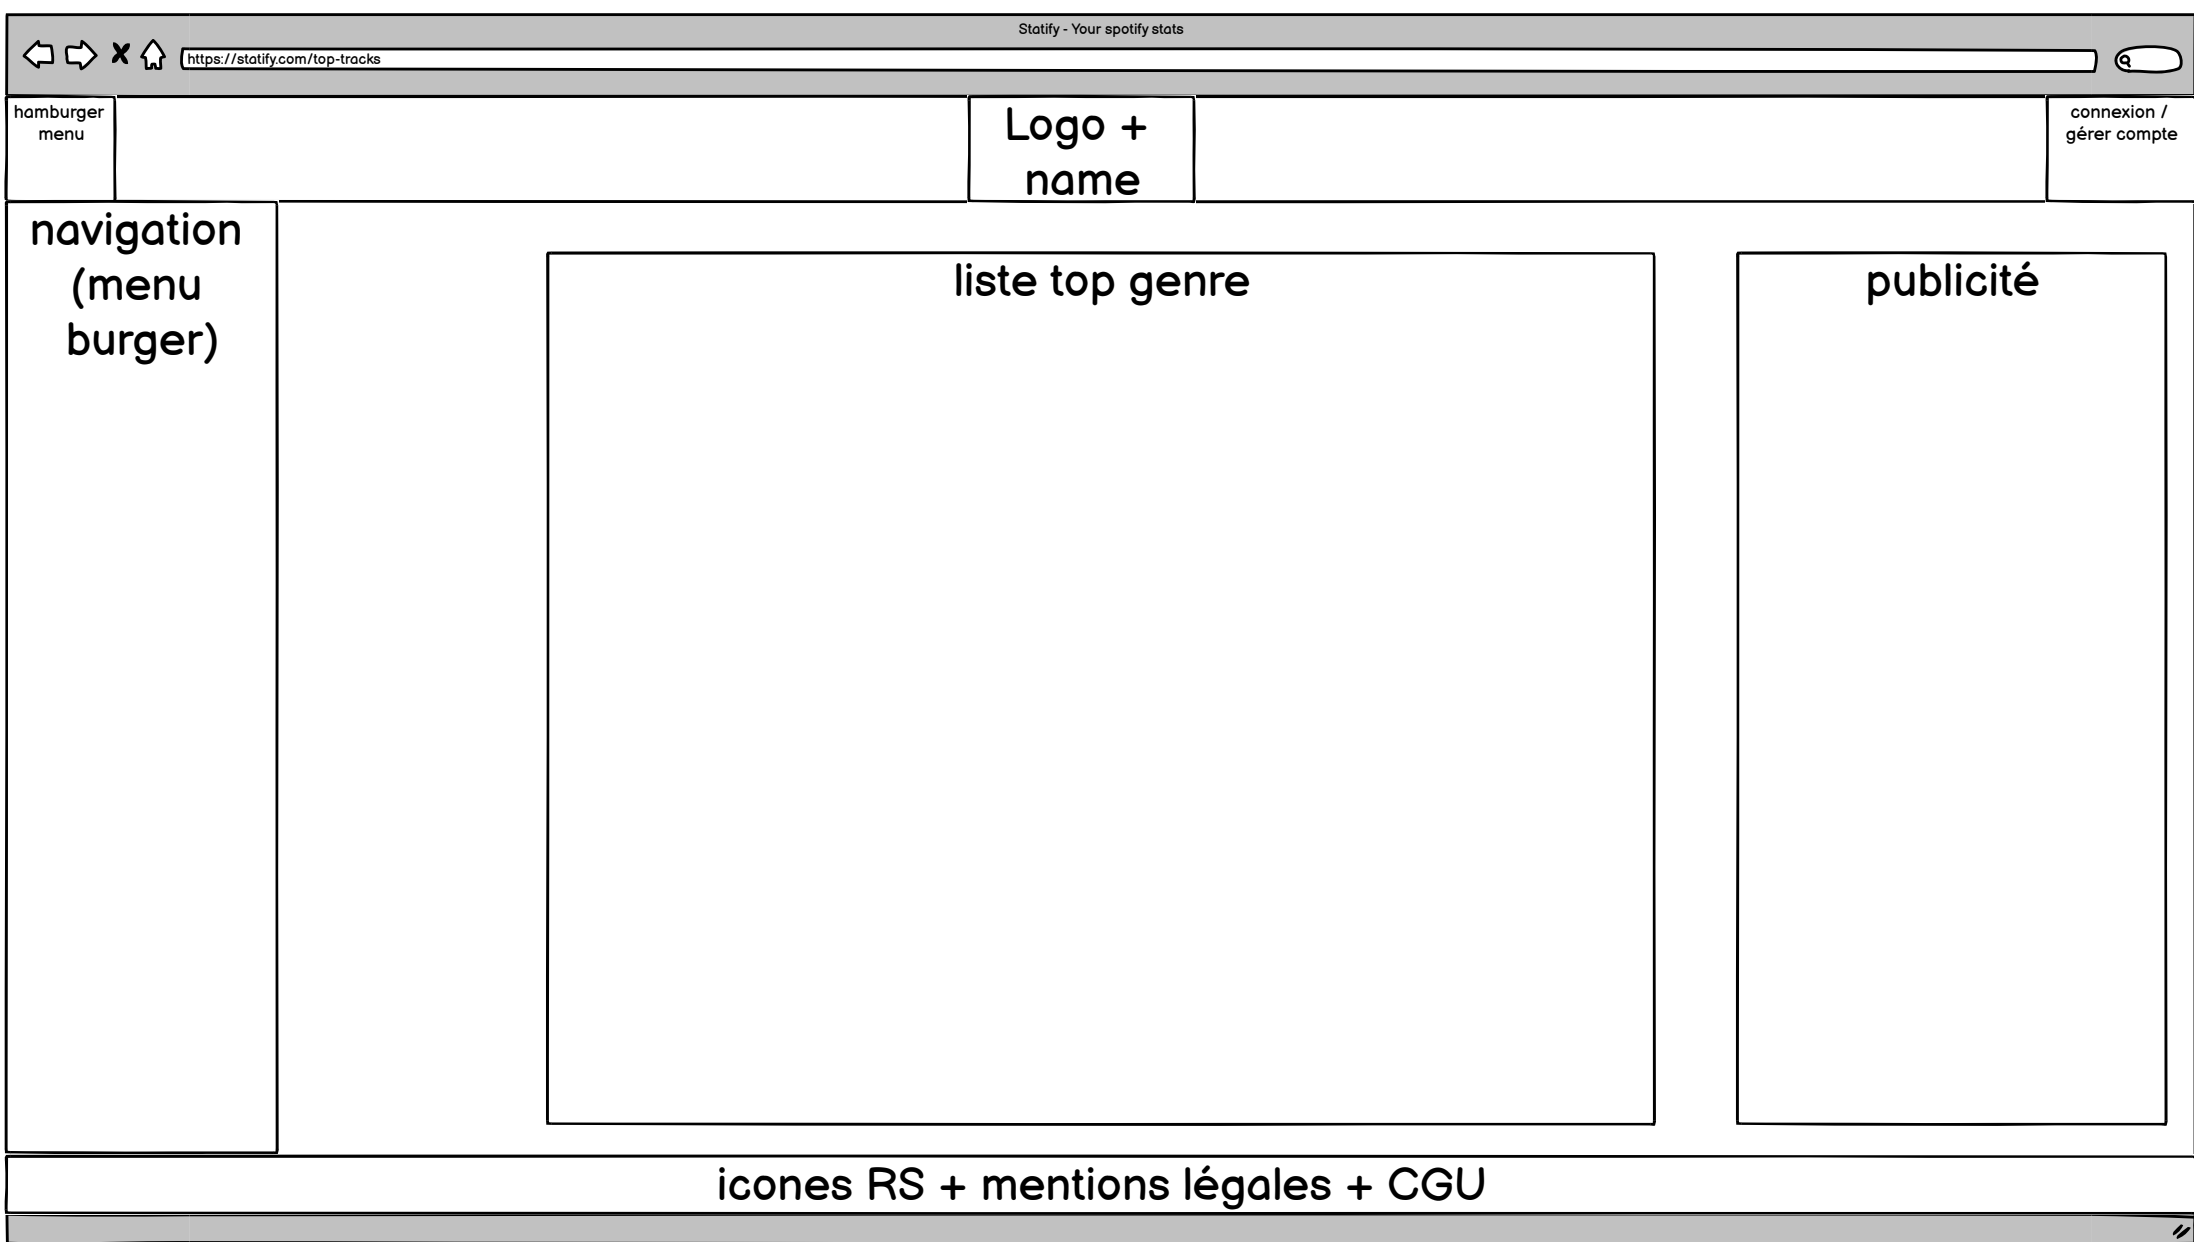 Statify - Your spotify stats
https://statify.com/top-tracks
hamburger
menu
Logo +
name
connexion /
gérer compte
navigation
(menu
burger)
liste top genre
publicité
icones RS + mentions légales + CGU